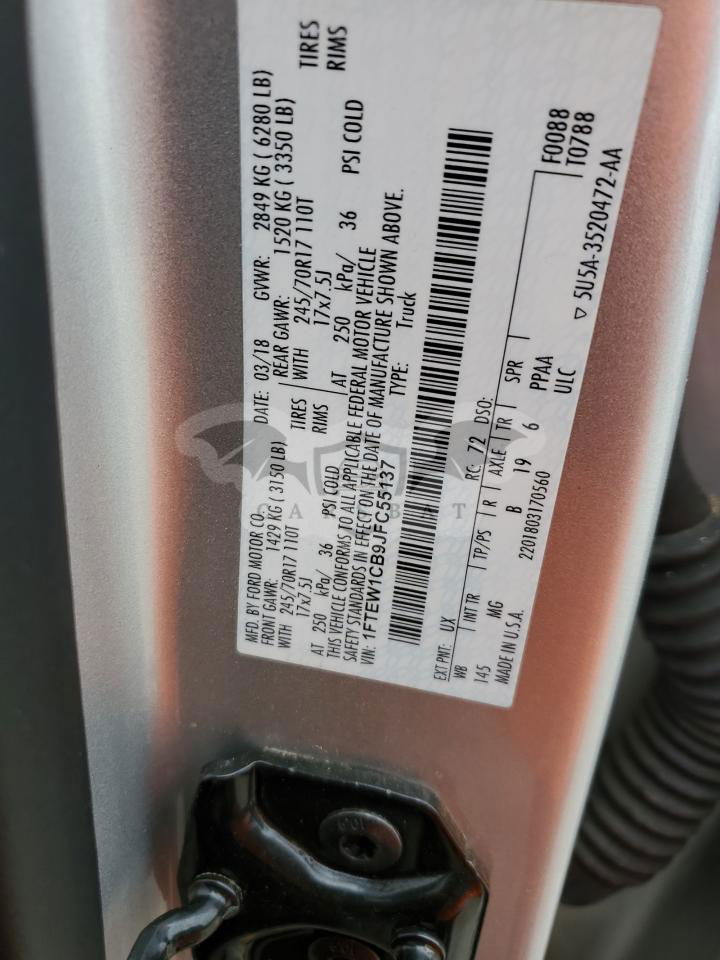 MFD. BY FORD MOTOR CO. DATE: 03/18 GVWR: 2849 KG ( 6280 LB)
FRONT GAWR: 1429 KG ( 3150 LB) REAR GAWR: 1520 KG ( 3350 LB)
WITH 245/70R17 110T TIRES WITH 245/70R17 110T TIRES
17x7.5J RIMS 17x7.5J RIMS
AT 250 kPa/ 36 PSI COLD AT 250 kPa/ 36 PSI COLD
THIS VEHICLE CONFORMS TO ALL APPLICABLE FEDERAL MOTOR VEHICLE
SAFETY STANDARDS IN EFFECT ON THE DATE OF MANUFACTURE SHOWN ABOVE.
VIN: 1FTEW1CB9JFC55137 TYPE: Truck
EXT PNT: UX RC: 72 DSO: F0088
T0788
WB INT TR TP/PS R AXLE TR SPR
145 MG B 19 6 PPAA
ULC
MADE IN U.S.A. 2201803170560 ▽ 5U5A-3520472-AA
CARBAT